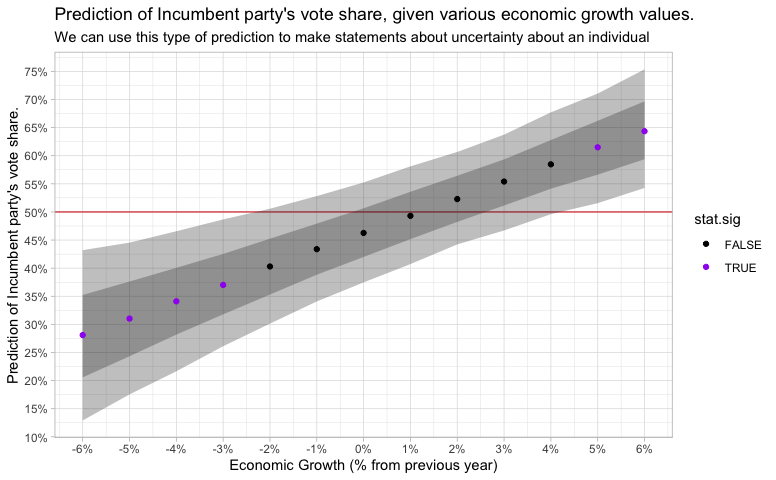 Prediction of Incumbent party's vote share, given various economic growth values.
We can use this type of prediction to make statements about uncertainty about an individual
Prediction of Incumbent party's vote share.
75%
70%
65%
60%
55%
50%
45%
40%
35%
30%
25%
20%
15%
10%
-6% -5% -4% -3% -2% -1% 0% 1% 2% 3% 4% 5% 6%
Economic Growth (% from previous year)
stat.sig
FALSE
TRUE